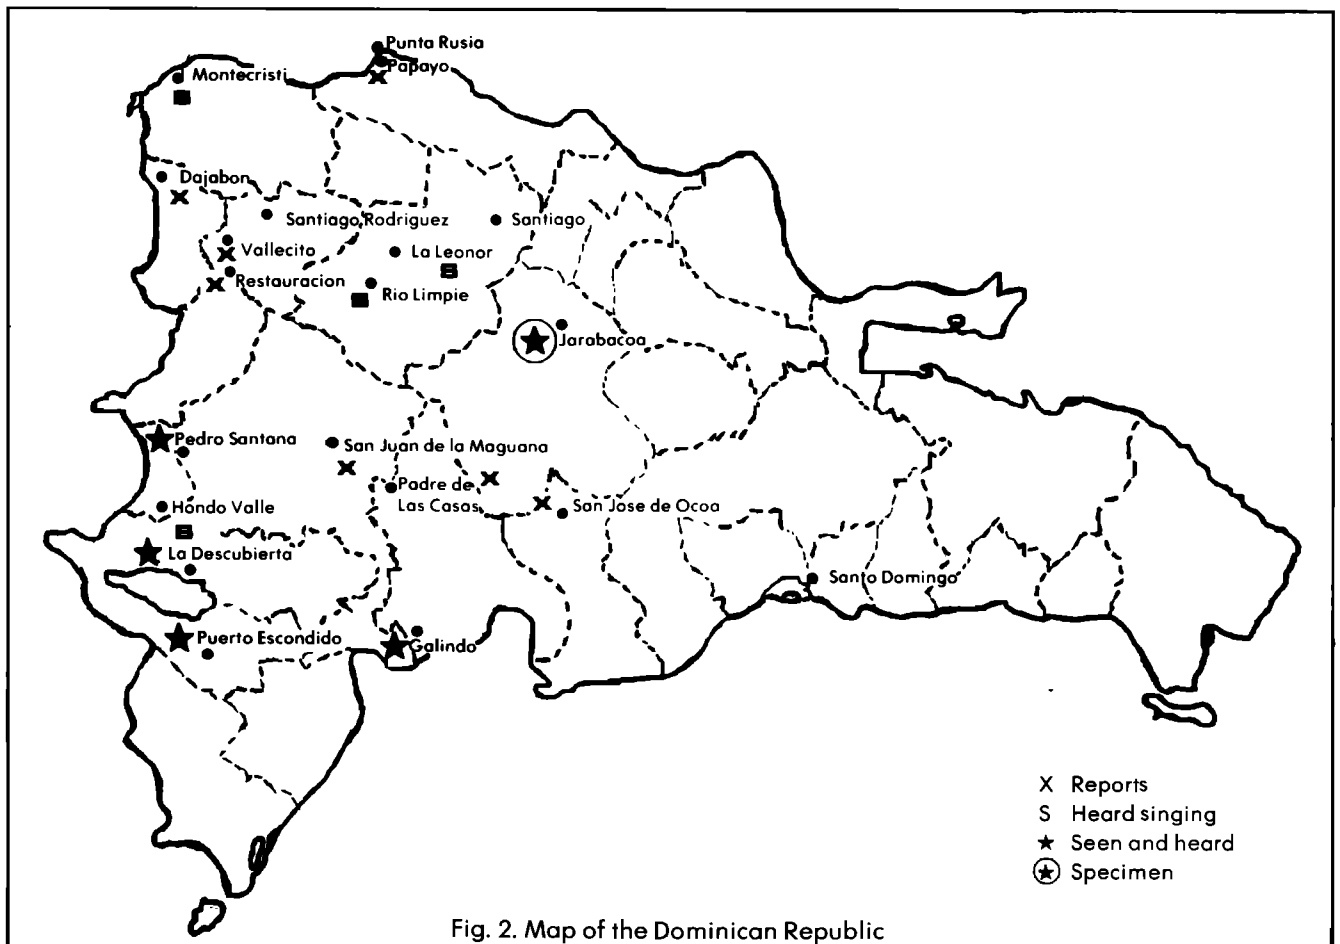 Punta Rusia
Papayo
X
Montecristi
Dajabon
X
Santiago Rodriguez
Santiago
Vallecito
X
La Leonor
S
Restauracion
X
Rio Limpie
Jarabacoa
Pedro Santana
San Juan de la Maguana
X
X
Padre de
Las Casas
X
San Jose de Ocoa
Hondo Valle
S
La Descubierta
Santo Domingo
Puerto Escondido
Galindo
X Reports
S Heard singing
Seen and heard
Specimen
Fig. 2. Map of the Dominican Republic